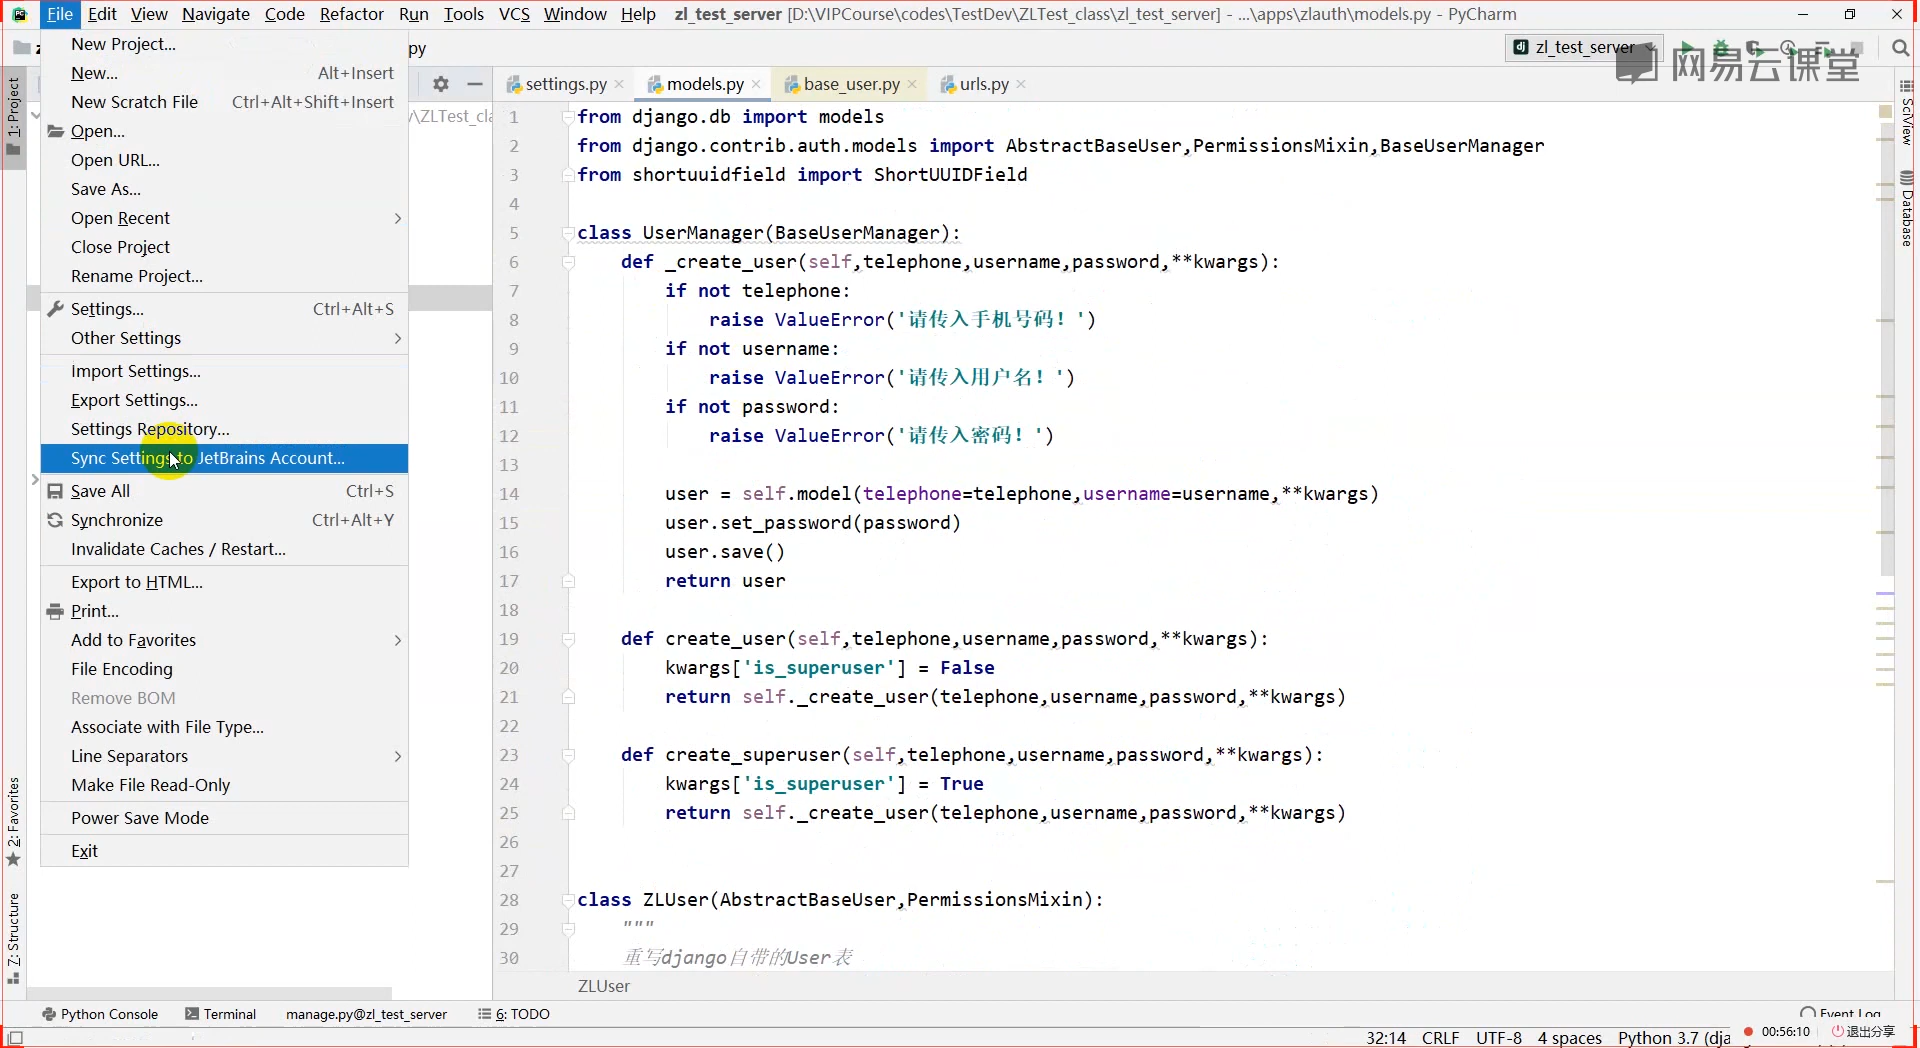 File Edit View Navigate Code Refactor Run Tools VCS Window Help zl_test_server [D:\VIPCourse\codes\TestDev\ZLTest_class\zl_test_server] - ...\apps\zlauth\models.py - PyCharm
py
zl_test_server
网易云课堂
New Project...
New... Alt+Insert
New Scratch File Ctrl+Alt+Shift+Insert
Open...
Open URL...
Save As...
Open Recent
Close Project
Rename Project...
Settings... Ctrl+Alt+S
Other Settings
Import Settings...
Export Settings...
Settings Repository...
Sync Settings to JetBrains Account...
Save All Ctrl+S
Synchronize Ctrl+Alt+Y
Invalidate Caches / Restart...
Export to HTML...
Print...
Add to Favorites
File Encoding
Remove BOM
Associate with File Type...
Line Separators
Make File Read-Only
Power Save Mode
Exit
1: Project
2: Favorites
Z: Structure
settings.py models.py base_user.py urls.py
\ZLTest_cla
1 from django.db import models
2 from django.contrib.auth.models import AbstractBaseUser,PermissionsMixin,BaseUserManager
3 from shortuuidfield import ShortUUIDField
4
5 class UserManager(BaseUserManager):
6 def _create_user(self,telephone,username,password,**kwargs):
7 if not telephone:
8 raise ValueError('请传入手机号码！')
9 if not username:
10 raise ValueError('请传入用户名！')
11 if not password:
12 raise ValueError('请传入密码！')
13
14 user = self.model(telephone=telephone,username=username,**kwargs)
15 user.set_password(password)
16 user.save()
17 return user
18
19 def create_user(self,telephone,username,password,**kwargs):
20 kwargs['is_superuser'] = False
21 return self._create_user(telephone,username,password,**kwargs)
22
23 def create_superuser(self,telephone,username,password,**kwargs):
24 kwargs['is_superuser'] = True
25 return self._create_user(telephone,username,password,**kwargs)
26
27
28 class ZLUser(AbstractBaseUser,PermissionsMixin):
29 """
30 重写django自带的User表
ZLUser
SciView
Database
Python Console Terminal manage.py@zl_test_server 6: TODO Event Log
32:14 CRLF UTF-8 4 spaces Python 3.7 (dja
00:56:10 退出分享